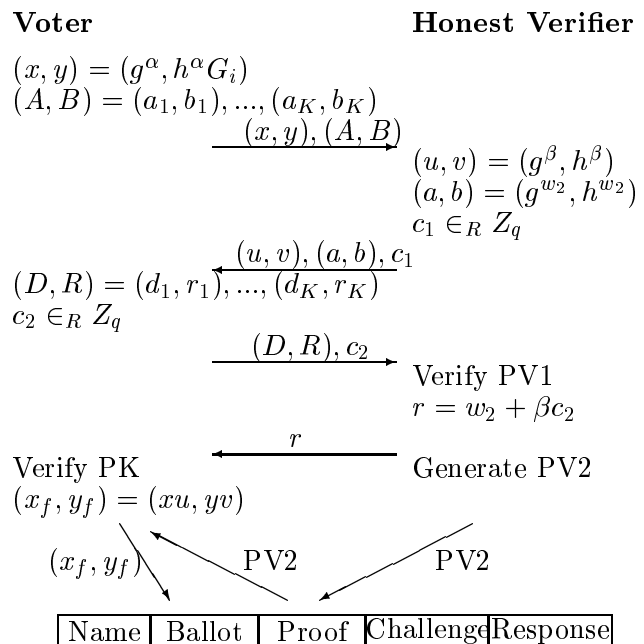 Voter
Honest Verifier
(x, y) = (g^α, h^α G_i)
(A, B) = (a_1, b_1), ..., (a_K, b_K)
(x, y), (A, B)
(u, v) = (g^β, h^β)
(a, b) = (g^{w_2}, h^{w_2})
c_1 ∈_R Z_q
(u, v), (a, b), c_1
(D, R) = (d_1, r_1), ..., (d_K, r_K)
c_2 ∈_R Z_q
(D, R), c_2
Verify PV1
r = w_2 + βc_2
r
Verify PK
Generate PV2
(x_f, y_f) = (xu, yv)
(x_f, y_f)
PV2
PV2
Name Ballot Proof Challenge Response